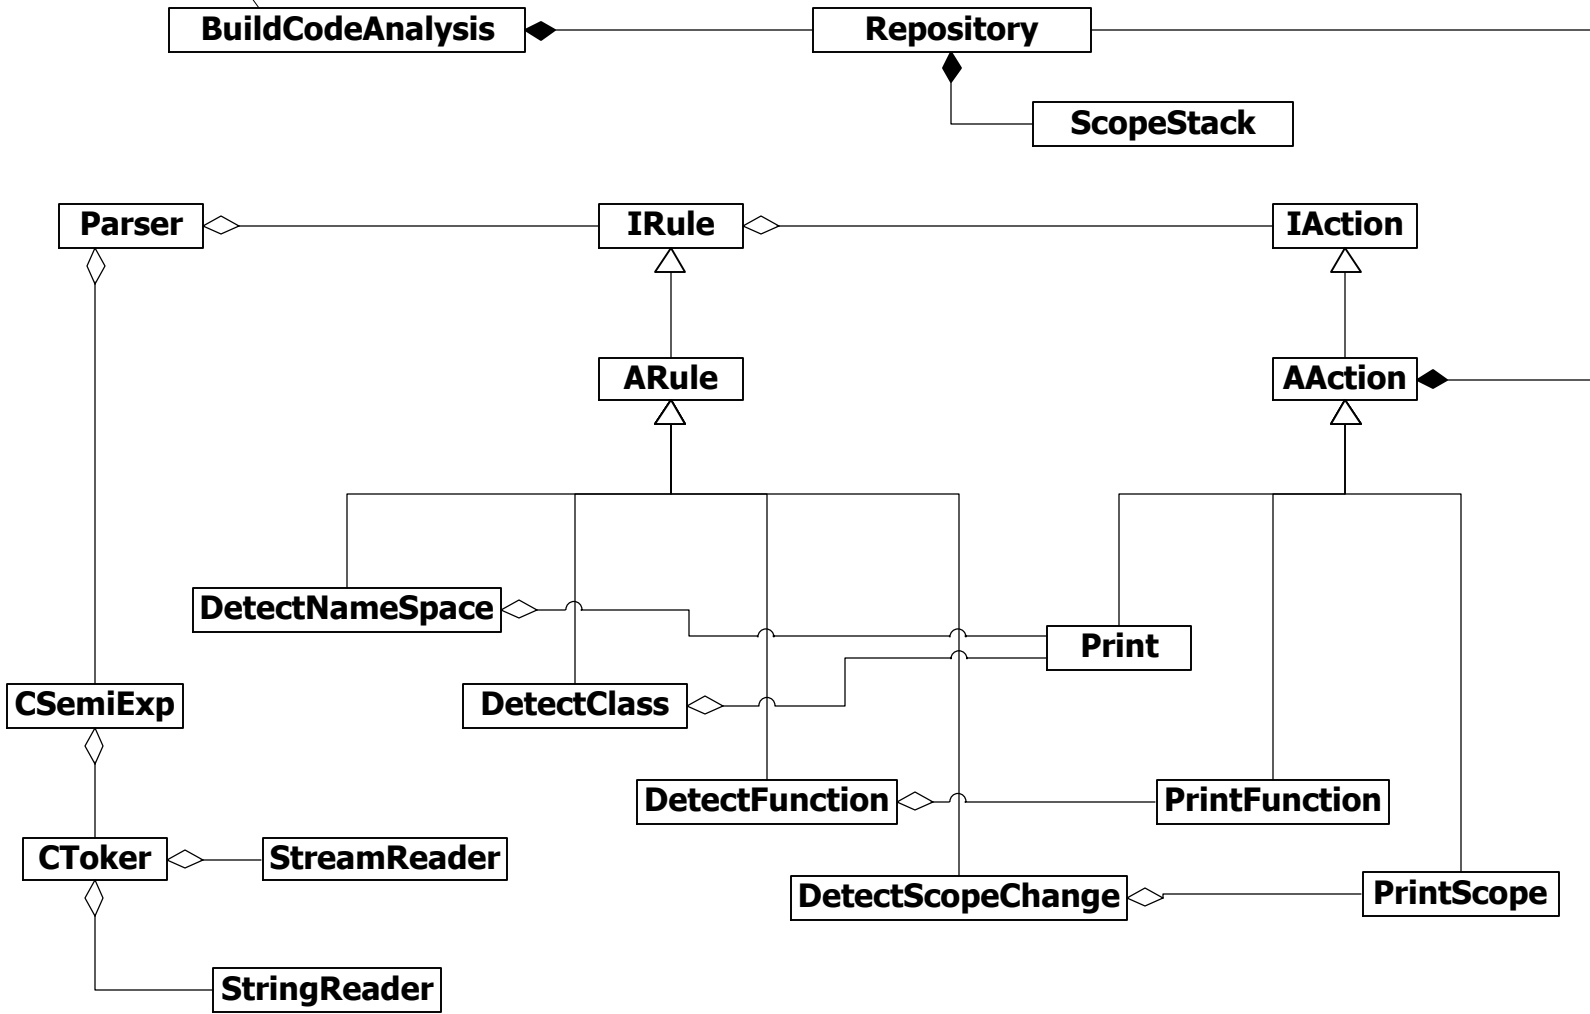 BuildCodeAnalysis
Repository
ScopeStack
Parser
IRule
IAction
ARule
AAction
DetectNameSpace
Print
CSemiExp
DetectClass
DetectFunction
PrintFunction
CToker
StreamReader
DetectScopeChange
PrintScope
StringReader